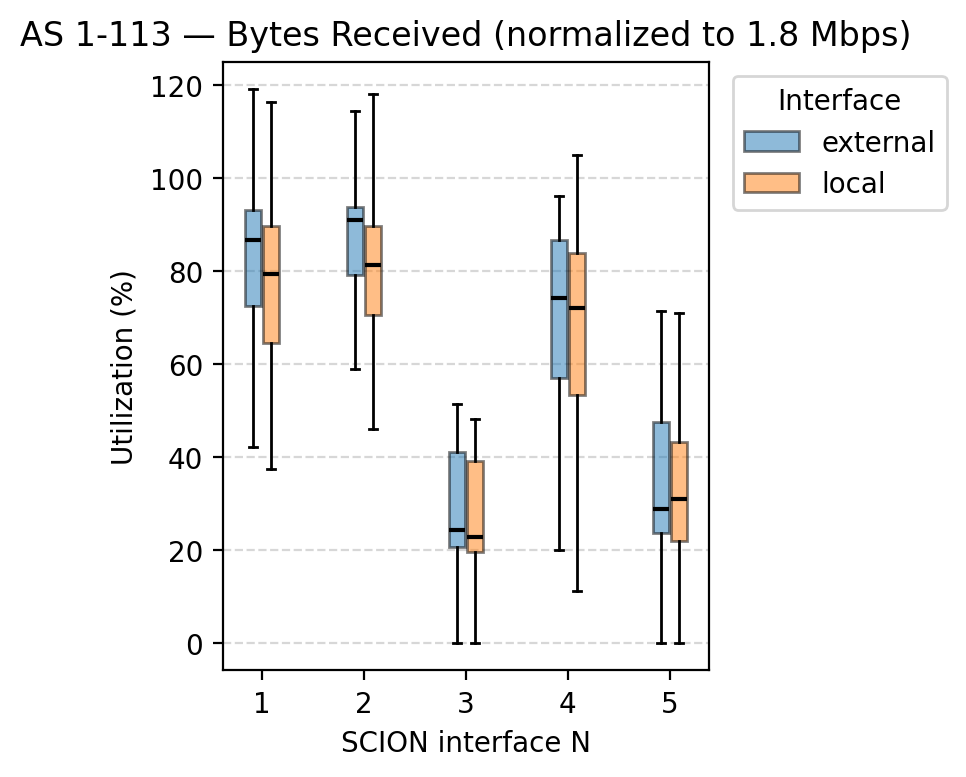 AS 1-113 — Bytes Received (normalized to 1.8 Mbps)
120
100
80
60
40
20
0
Utilization (%)
1 2 3 4 5
SCION interface N
Interface
external
local